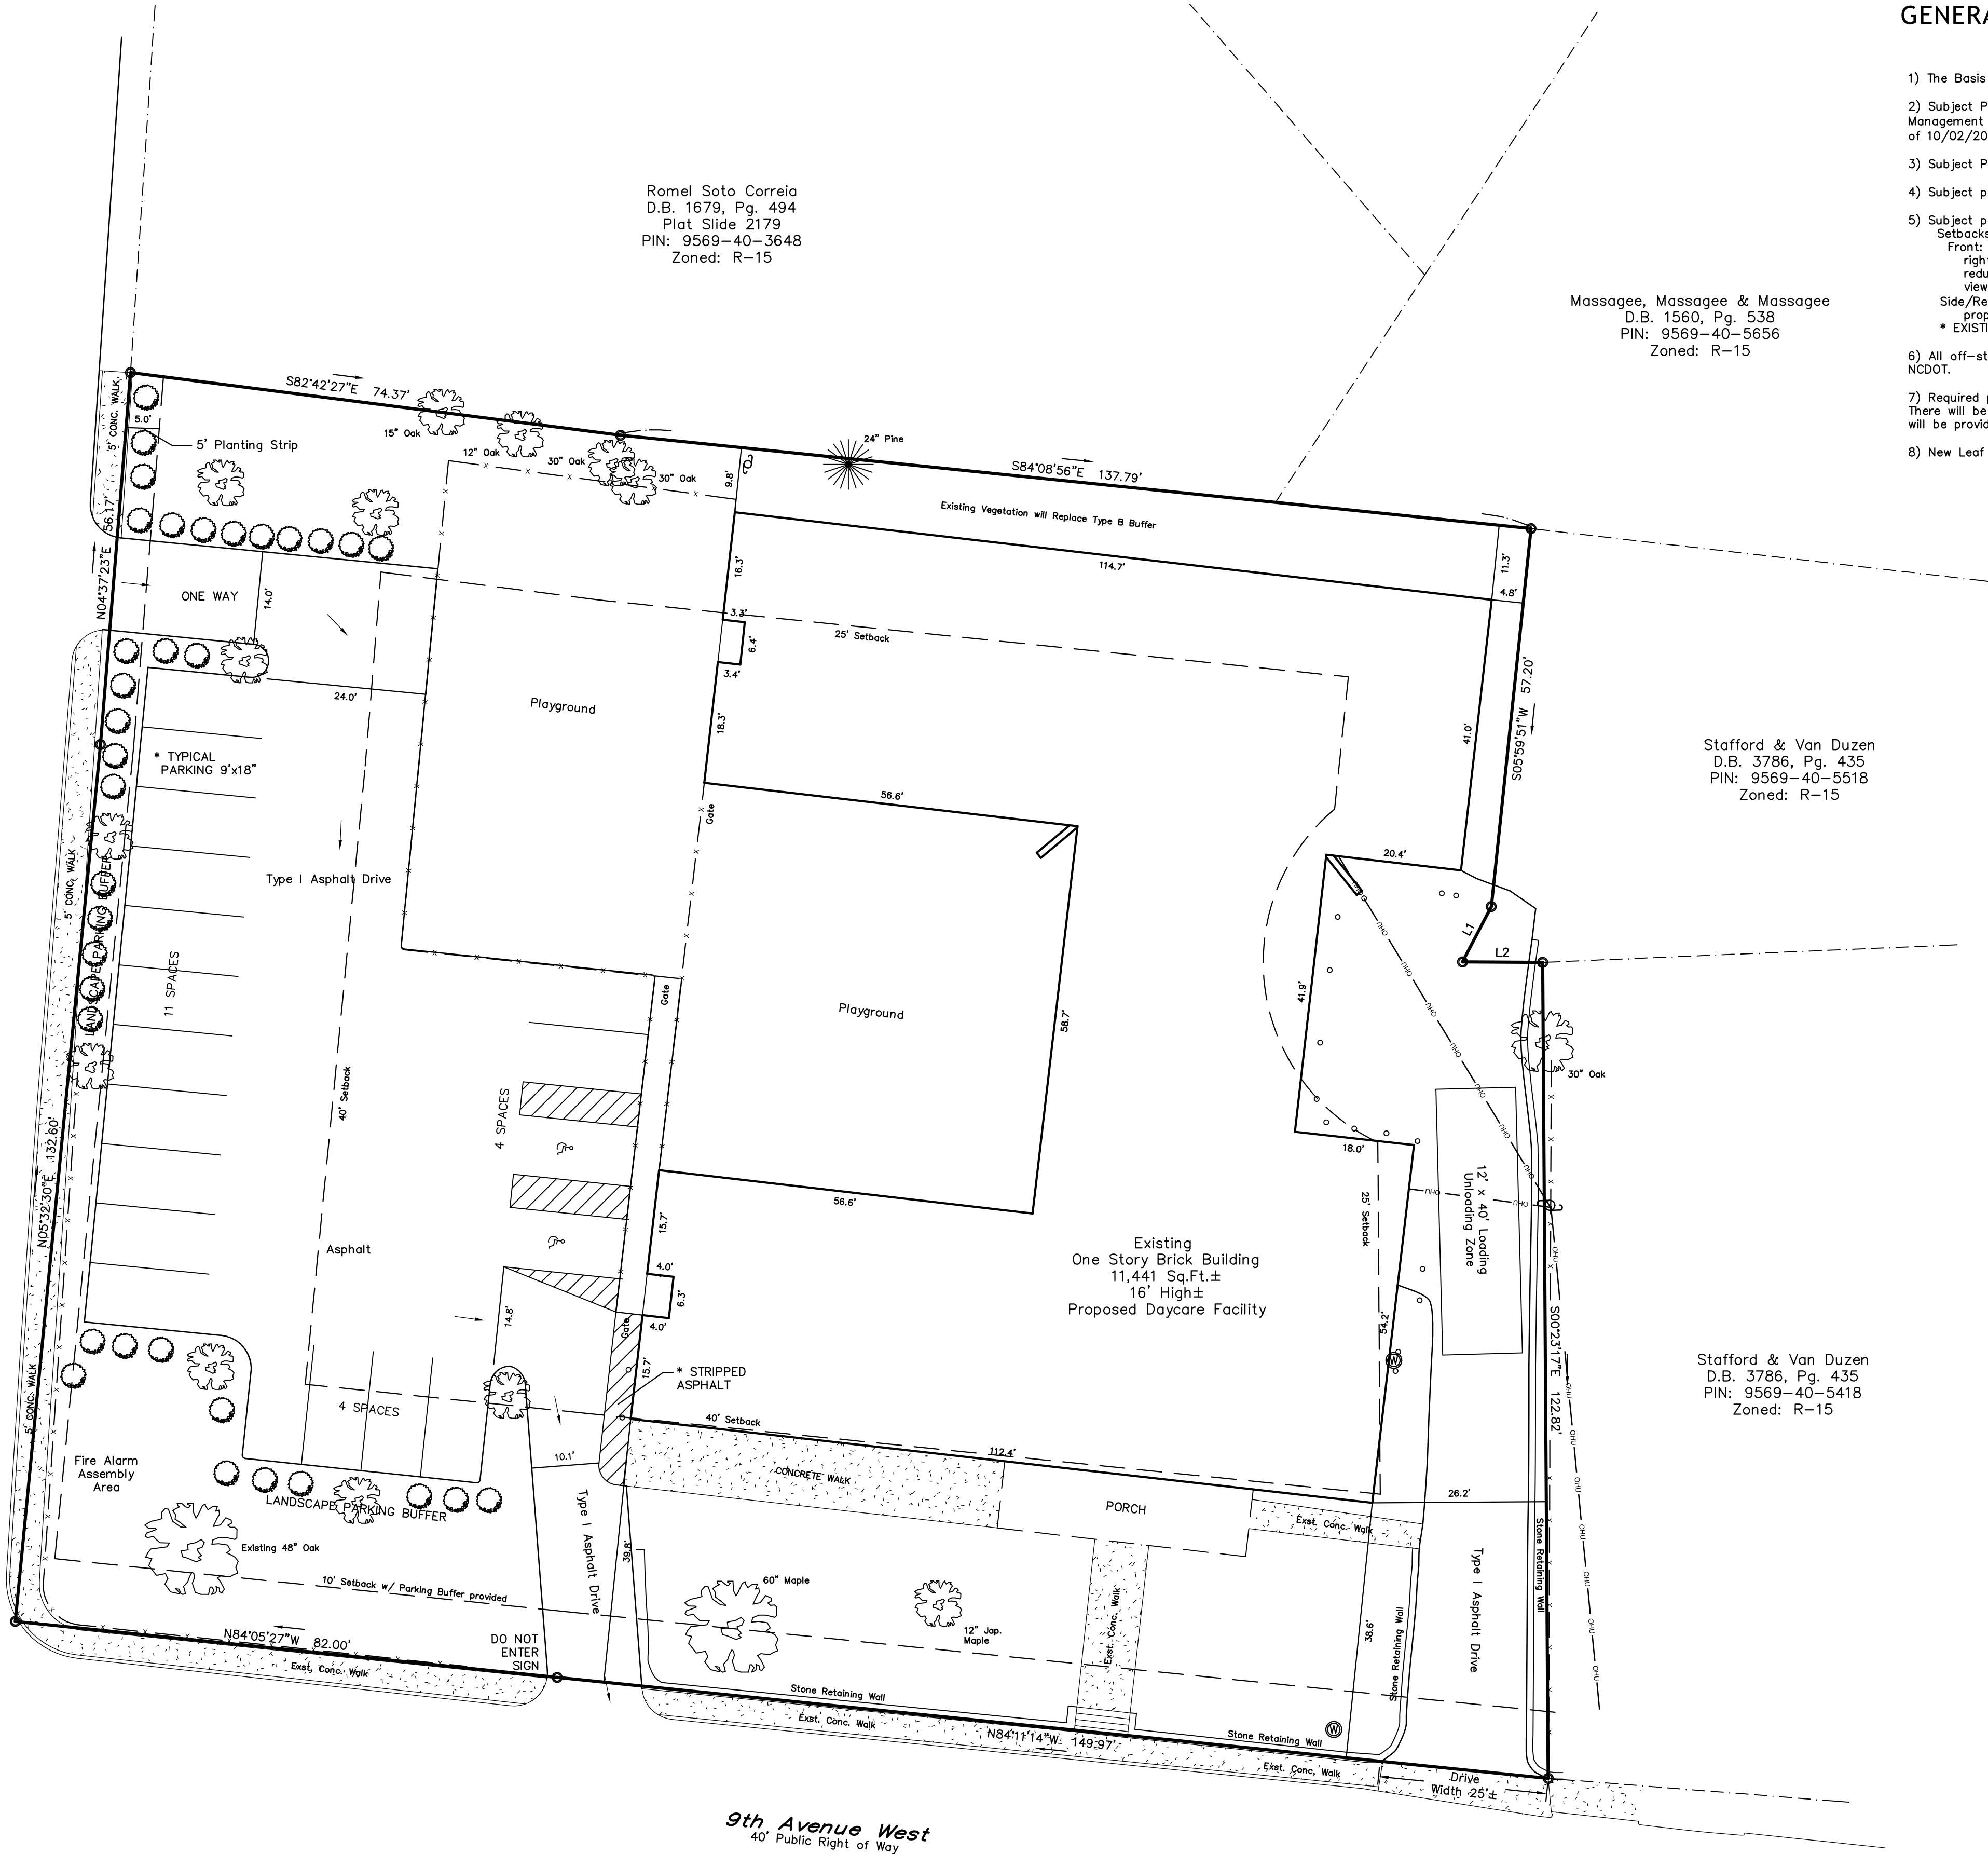 GENERA
1) The Basis
2) Subject P
Management
of 10/02/20
3) Subject P
4) Subject p
5) Subject p
Setbacks
Front:
righ
redu
view
Side/Re
prop
* EXISTI
6) All off-st
NCDOT.
7) Required p
There will be
will be provid
8) New Leaf
Romel Soto Correia
D.B. 1679, Pg. 494
Plat Slide 2179
PIN: 9569-40-3648
Zoned: R-15
Massagee, Massagee & Massagee
D.B. 1560, Pg. 538
PIN: 9569-40-5656
Zoned: R-15
Stafford & Van Duzen
D.B. 3786, Pg. 435
PIN: 9569-40-5518
Zoned: R-15
Stafford & Van Duzen
D.B. 3786, Pg. 435
PIN: 9569-40-5418
Zoned: R-15
S82°42'27"E 74.37'
15" Oak
12" Oak
30" Oak
30" Oak
24" Pine
S84°08'56"E 137.79'
Existing Vegetation will Replace Type B Buffer
5' CONC. WALK
5.0'
5' Planting Strip
9.8'
16.3'
114.7'
11.3'
4.8'
N04°37'23"E 56.17'
ONE WAY
14.0'
3.3'
6.4'
3.4'
25' Setback
24.0'
18.3'
Playground
41.0'
S05°59'51"W 57.20'
* TYPICAL
PARKING 9'x18"
56.6'
Gate
20.4'
L1
L2
5' CONC. WALK
LANDSCAPE PARKING BUFFER
Type I Asphalt Drive
11 SPACES
Gate
Playground
58.7'
41.9'
OHU
OHU
OHU
OHU
OHU
OHU
OHU
30" Oak
40' Setback
4 SPACES
18.0'
12' x 40' Loading
Unloading Zone
25' Setback
OHU
OHU
OHU
N05°32'30"E 132.60'
56.6'
15.7'
Asphalt
4.0'
6.3'
4.0'
14.8'
Gate
15.7'
Existing
One Story Brick Building
11,441 Sq.Ft.±
16' High±
Proposed Daycare Facility
54.2'
W
S00°23'17"E 122.82'
OHU
OHU
OHU
OHU
OHU
OHU
OHU
* STRIPPED
ASPHALT
4 SPACES
40' Setback
112.4'
5' CONC. WALK
Fire Alarm
Assembly
Area
10.1'
CONCRETE WALK
PORCH
26.2'
Exst. Conc. Walk
LANDSCAPE PARKING BUFFER
Existing 48" Oak
Type I Asphalt Drive
39.8'
60" Maple
12" Jap.
Maple
Exst. Conc. Walk
38.6'
Stone Retaining Wall
Type I Asphalt Drive
Stone Retaining Wall
10' Setback w/ Parking Buffer provided
N84°05'27"W 82.00'
Exst. Conc. Walk
DO NOT
ENTER
SIGN
Stone Retaining Wall
Exst. Conc. Walk
N84°11'14"W 149.97'
W
Stone Retaining Wall
Exst. Conc. Walk
Drive
Width 25'±
9th Avenue West
40' Public Right of Way